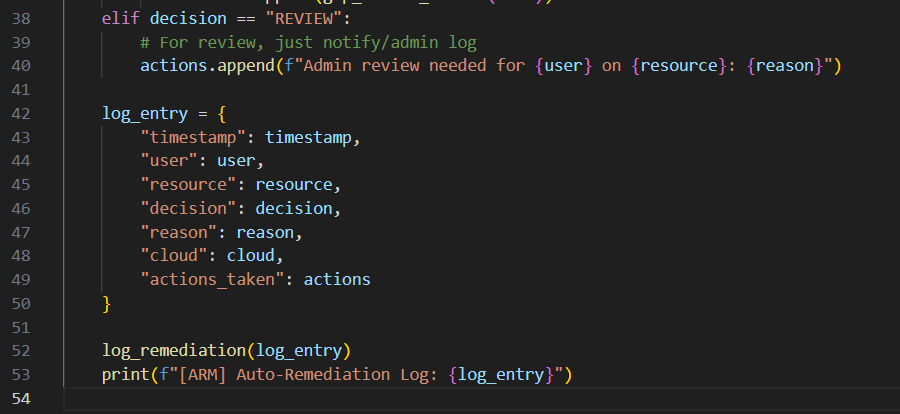 38 elif decision == "REVIEW":
39 # For review, just notify/admin log
40 actions.append(f"Admin review needed for {user} on {resource}: {reason}")
41
42 log_entry = {
43 "timestamp": timestamp,
44 "user": user,
45 "resource": resource,
46 "decision": decision,
47 "reason": reason,
48 "cloud": cloud,
49 "actions_taken": actions
50 }
51
52 log_remediation(log_entry)
53 print(f"[ARM] Auto-Remediation Log: {log_entry}")
54